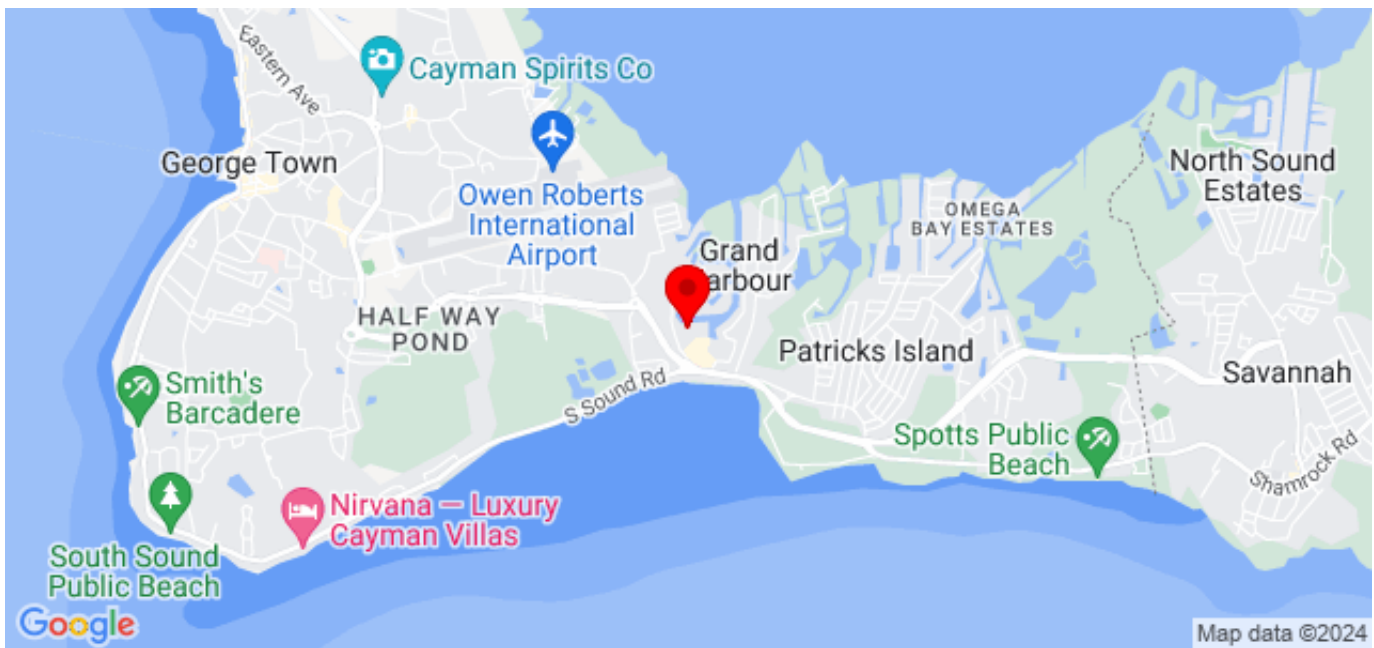 Eastern Ave
Cayman Spirits Co
George Town
Owen Roberts
International
Airport
North Sound
Estates
OMEGA
BAY ESTATES
Grand
arbour
HALF WAY
POND
Patricks Island
Savannah
Smith's
Barcadere
S Sound Rd
Spotts Public
Beach
Shamrock Rd
Nirvana — Luxury
Cayman Villas
South Sound
Public Beach
Google
Map data ©2024